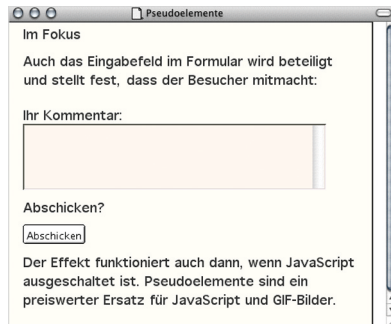 Pseudoelemente
Im Fokus
Auch das Eingabefeld im Formular wird beteiligt
und stellt fest, dass der Besucher mitmacht:
Ihr Kommentar:
Abschicken?
Abschicken
Der Effekt funktioniert auch dann, wenn JavaScript
ausgeschaltet ist. Pseudoelemente sind ein
preiswerter Ersatz für JavaScript und GIF-Bilder.